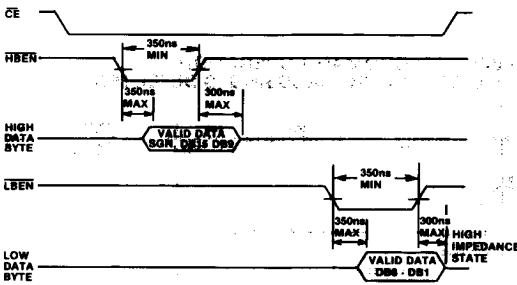 CE
350ns
MIN
HBEN
350ns
MAX
300ns
MAX
HIGH
DATA
BYTE
VALID DATA
SGN, DB15 DB9
LBEN
350ns
MIN
350ns
MAX
300ns
MAX
HIGH
IMPEDANCE
STATE
LOW
DATA
BYTE
VALID DATA
DB8 - DB1